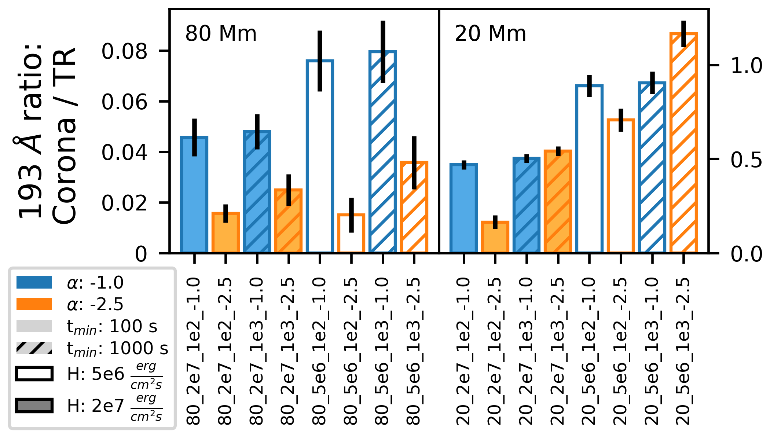 193 Å ratio:
Corona / TR
0.08
0.06
0.04
0.02
0
80 Mm
20 Mm
1.0
0.5
0.0
80_2e7_1e2_-1.0
80_2e7_1e2_-2.5
80_2e7_1e3_-1.0
80_2e7_1e3_-2.5
80_5e6_1e2_-1.0
80_5e6_1e2_-2.5
80_5e6_1e3_-1.0
80_5e6_1e3_-2.5
20_2e7_1e2_-1.0
20_2e7_1e2_-2.5
20_2e7_1e3_-1.0
20_2e7_1e3_-2.5
20_5e6_1e2_-1.0
20_5e6_1e2_-2.5
20_5e6_1e3_-1.0
20_5e6_1e3_-2.5
α: -1.0
α: -2.5
t_min: 100 s
t_min: 1000 s
H: 5e6 erg/cm²s
H: 2e7 erg/cm²s